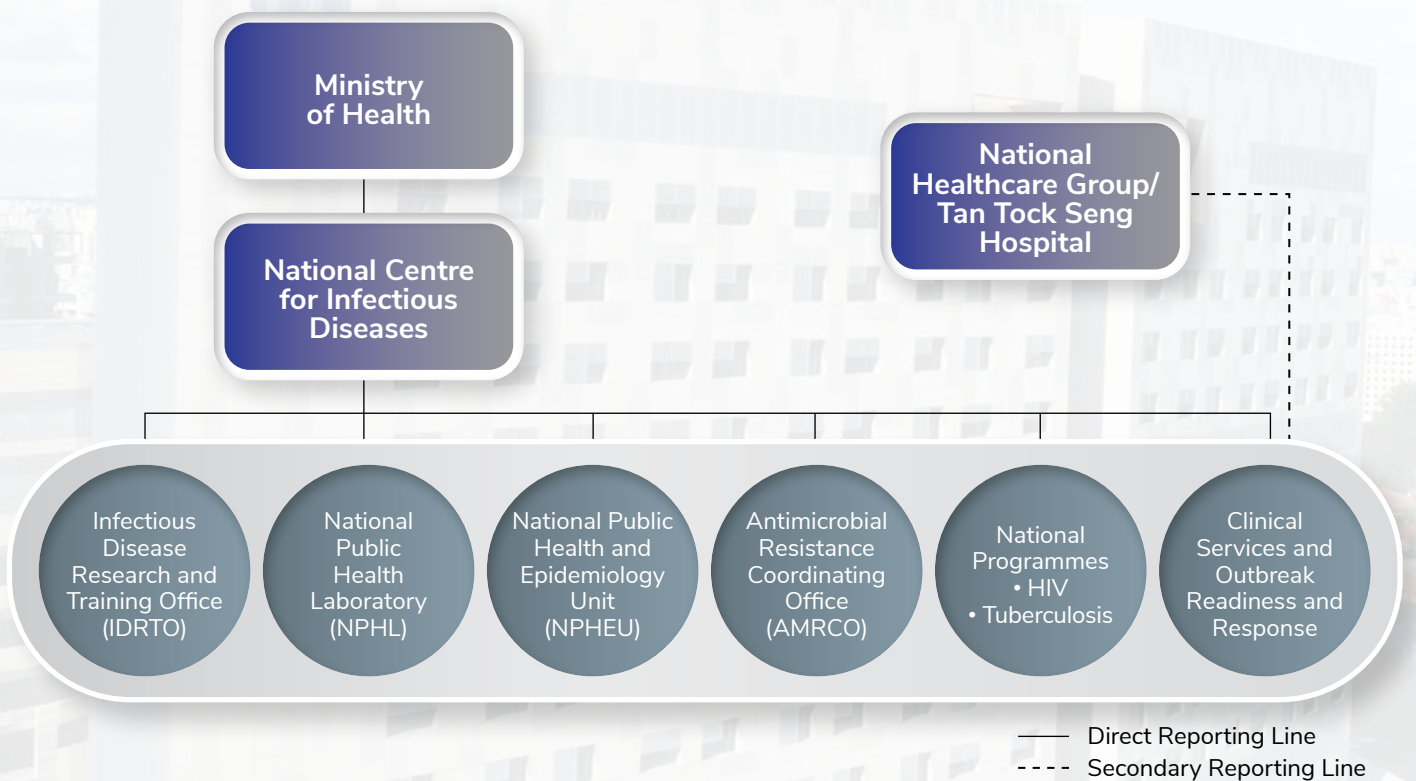 Ministry
of Health
National
Healthcare Group/
Tan Tock Seng
Hospital
National Centre
for Infectious
Diseases
Infectious
Disease
Research and
Training Office
(IDRTO)
National
Public
Health
Laboratory
(NPHL)
National Public
Health and
Epidemiology
Unit
(NPHEU)
Antimicrobial
Resistance
Coordinating
Office
(AMRCO)
National
Programmes
• HIV
• Tuberculosis
Clinical
Services and
Outbreak
Readiness and
Response
Direct Reporting Line
Secondary Reporting Line